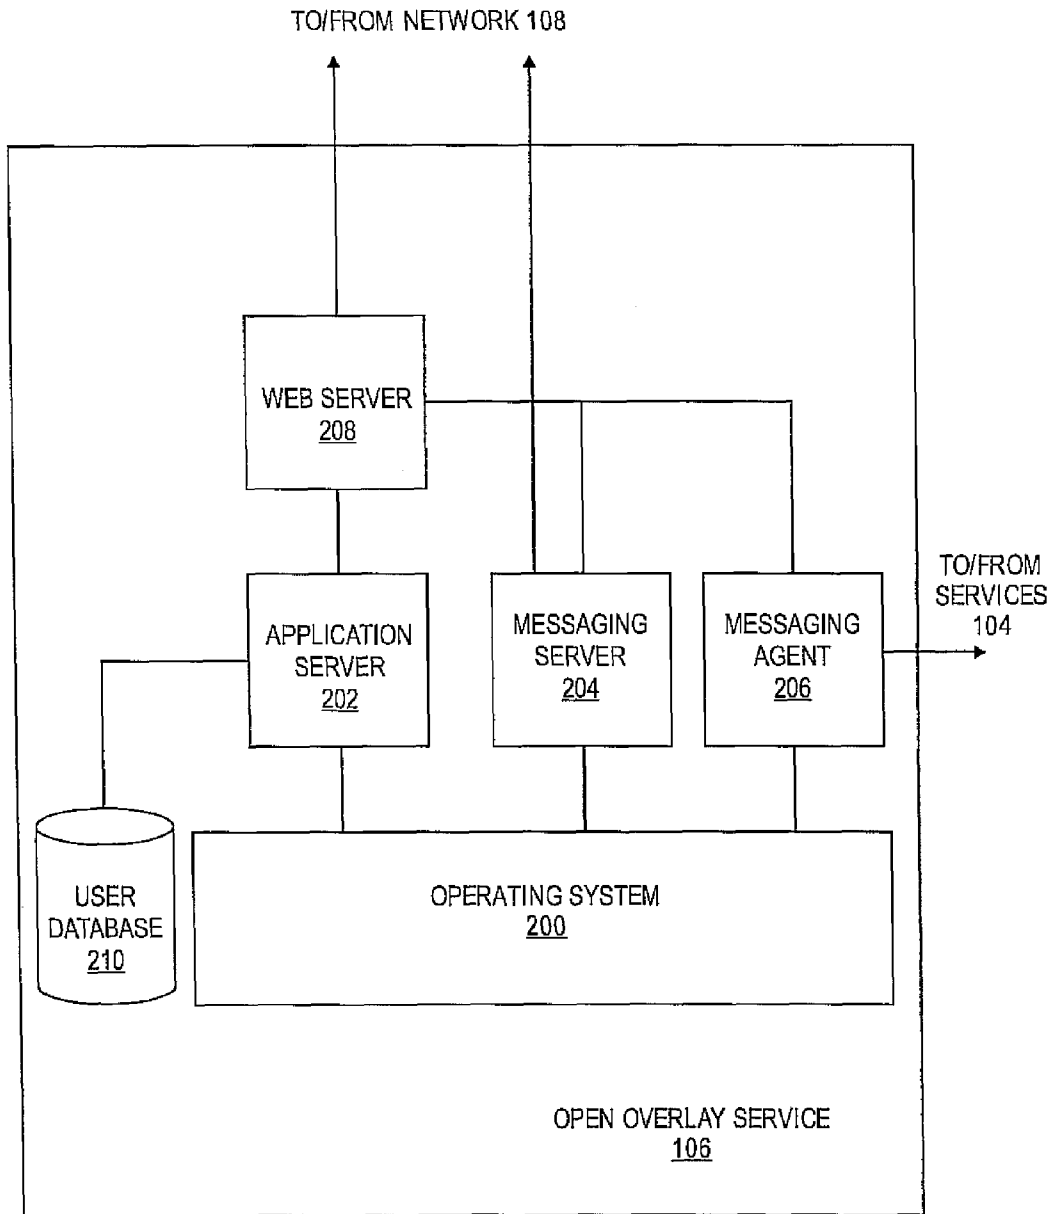 TO/FROM NETWORK 108
WEB SERVER
208
TO/FROM
SERVICES
104
APPLICATION
SERVER
202
MESSAGING
SERVER
204
MESSAGING
AGENT
206
USER
DATABASE
210
OPERATING SYSTEM
200
OPEN OVERLAY SERVICE
106